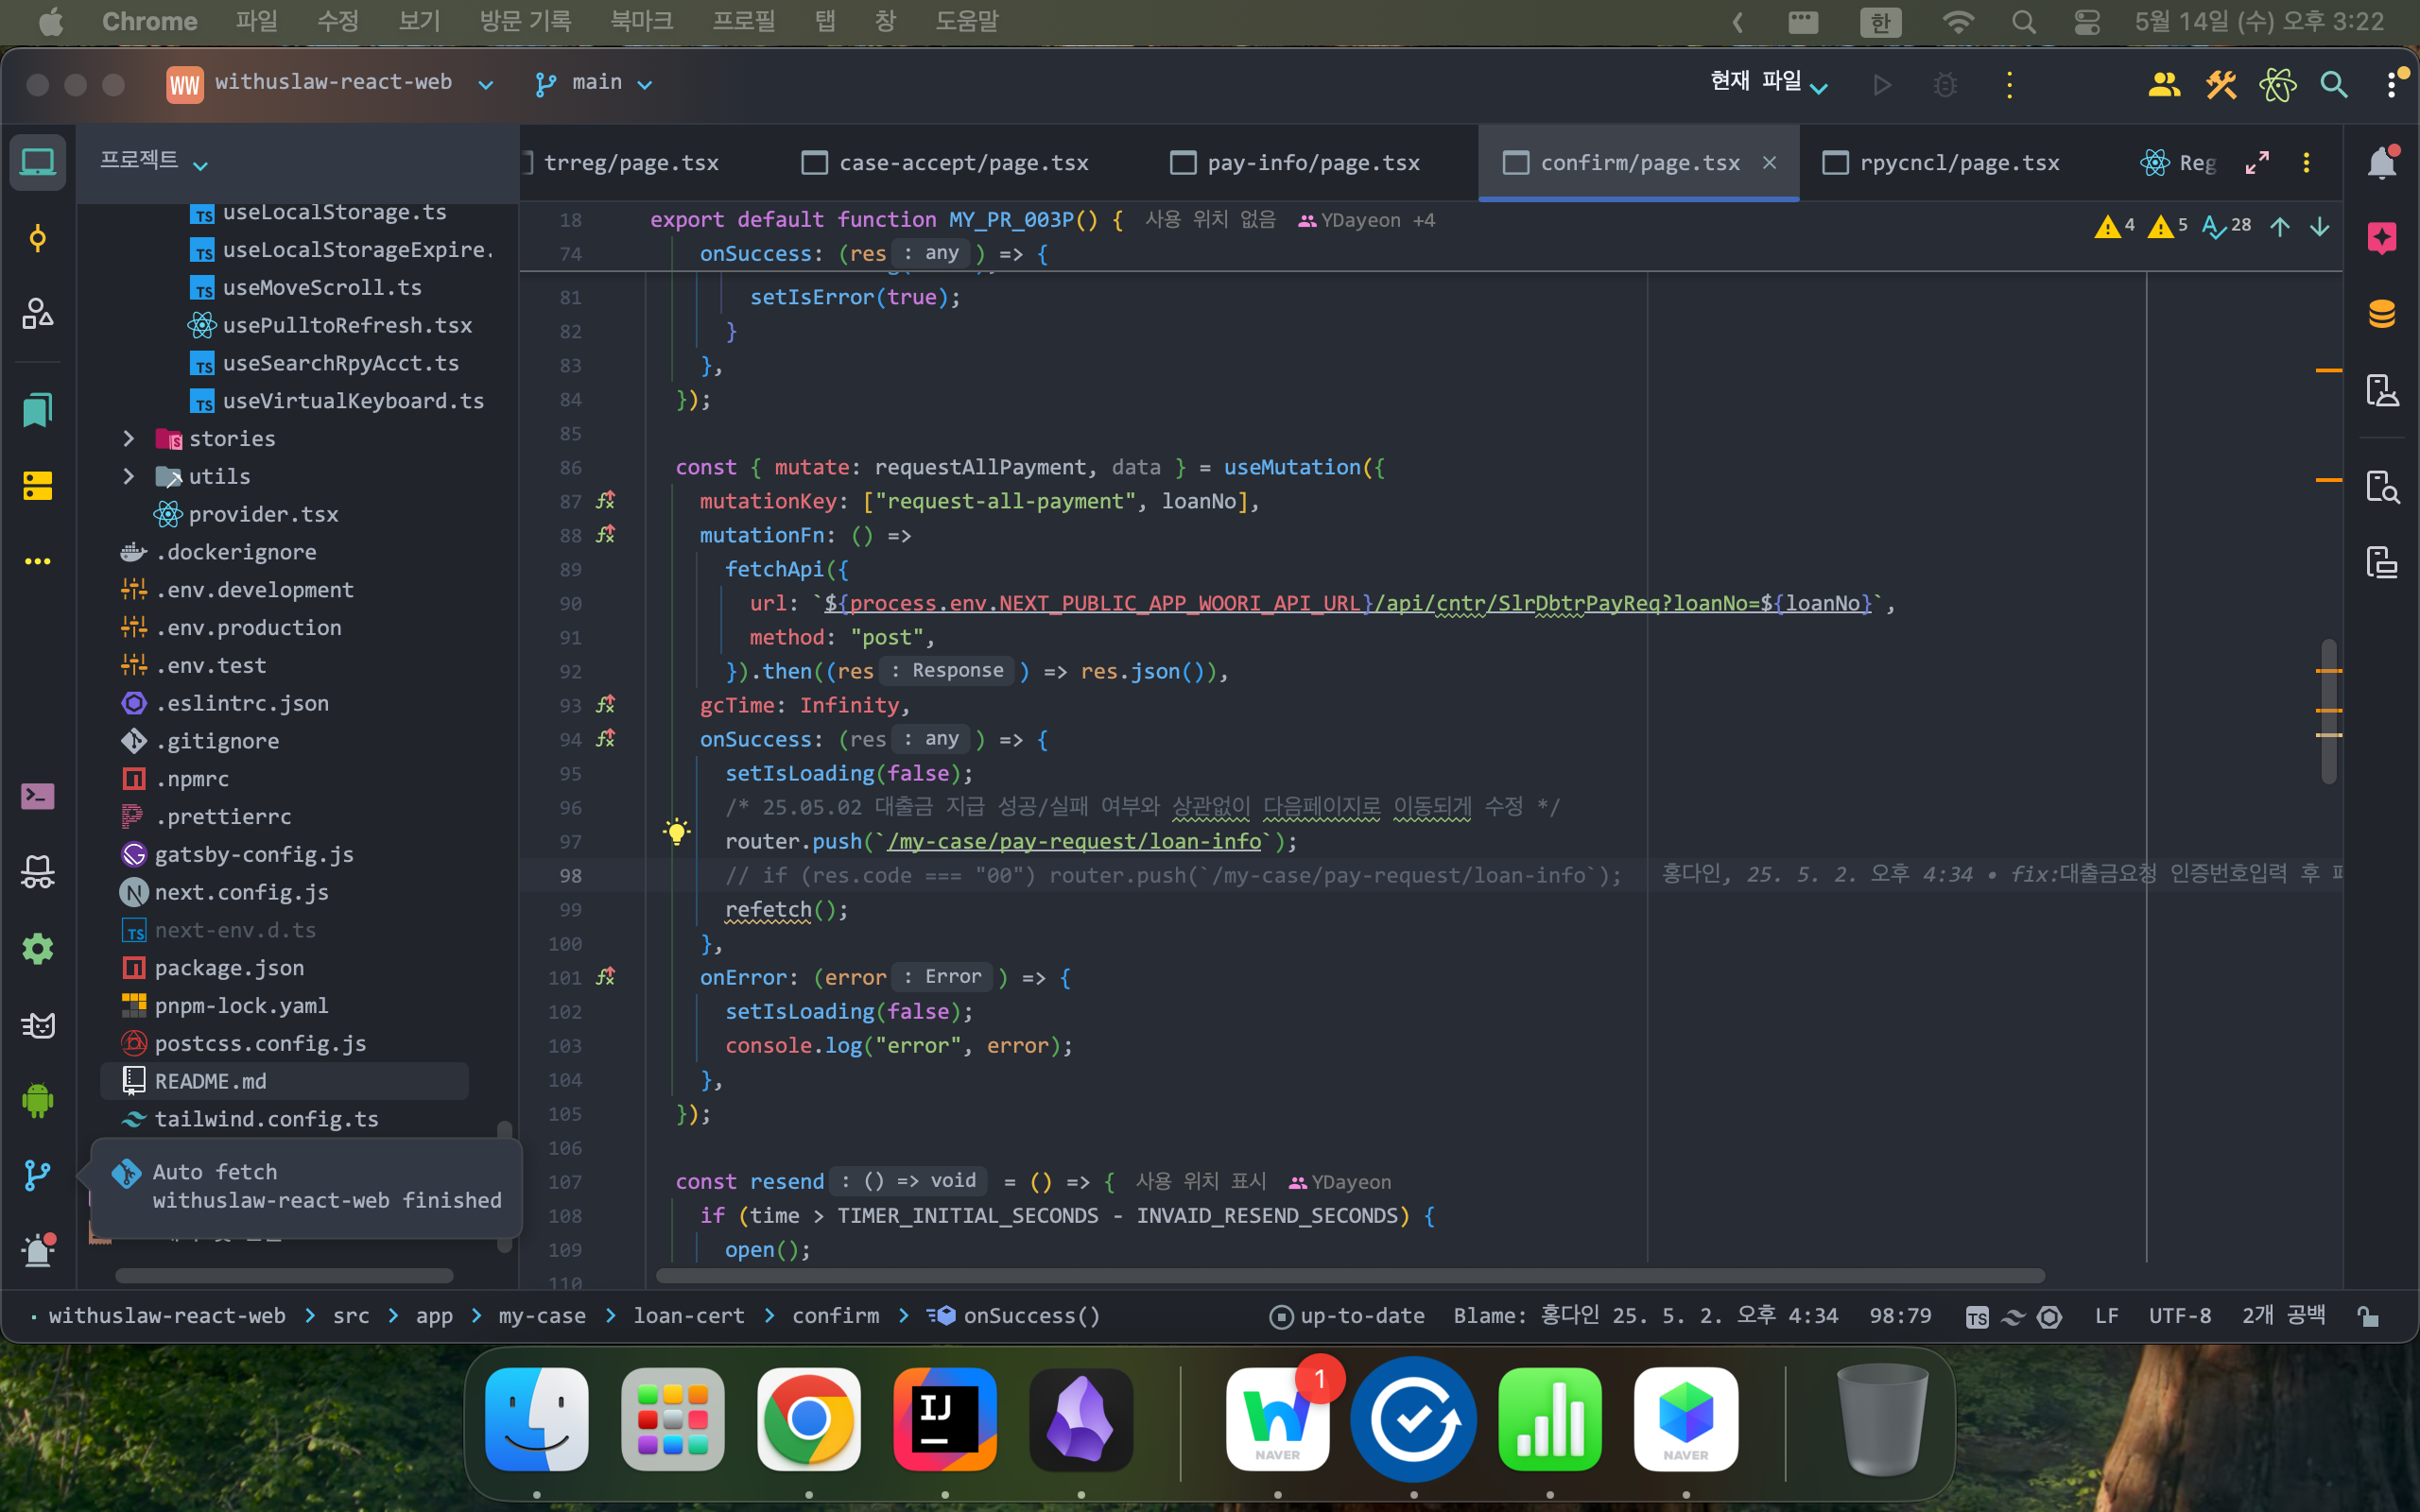 Chrome 파일 수정 보기 방문 기록 북마크 프로필 탭 창 도움말 한 5월 14일 (수) 오후 3:22
WW withuslaw-react-web main 현재 파일
프로젝트
trreg/page.tsx case-accept/page.tsx pay-info/page.tsx confirm/page.tsx × rpycncl/page.tsx Reg
useLocalStorage.ts
useLocalStorageExpire.
useMoveScroll.ts
usePulltoRefresh.tsx
useSearchRpyAcct.ts
useVirtualKeyboard.ts
stories
utils
provider.tsx
.dockerignore
.env.development
.env.production
.env.test
.eslintrc.json
.gitignore
.npmrc
.prettierrc
gatsby-config.js
next.config.js
next-env.d.ts
package.json
pnpm-lock.yaml
postcss.config.js
README.md
tailwind.config.ts
Auto fetch
withuslaw-react-web finished
18 export default function MY_PR_003P() { 사용 위치 없음 YDayeon +4
4 5 28
74 onSuccess: (res : any ) => {
81 setIsError(true);
82 }
83 },
84 });
85
86 const { mutate: requestAllPayment, data } = useMutation({
87 mutationKey: ["request-all-payment", loanNo],
88 mutationFn: () =>
89 fetchApi({
90 url: `${process.env.NEXT_PUBLIC_APP_WOORI_API_URL}/api/cntr/SlrDbtrPayReq?loanNo=${loanNo}`,
91 method: "post",
92 }).then((res : Response ) => res.json()),
93 gcTime: Infinity,
94 onSuccess: (res : any ) => {
95 setIsLoading(false);
96 /* 25.05.02 대출금 지급 성공/실패 여부와 상관없이 다음페이지로 이동되게 수정 */
97 router.push(`/my-case/pay-request/loan-info`);
98 // if (res.code === "00") router.push(`/my-case/pay-request/loan-info`); 홍다인, 25. 5. 2. 오후 4:34 • fix:대출금요청 인증번호입력 후
99 refetch();
100 },
101 onError: (error : Error ) => {
102 setIsLoading(false);
103 console.log("error", error);
104 },
105 });
106
107 const resend : () => void = () => { 사용 위치 표시 YDayeon
108 if (time > TIMER_INITIAL_SECONDS - INVAID_RESEND_SECONDS) {
109 open();
110
withuslaw-react-web > src > app > my-case > loan-cert > confirm > onSuccess() up-to-date Blame: 홍다인 25. 5. 2. 오후 4:34 98:79 TS LF UTF-8 2개 공백
IJ
NAVER
1
NAVER